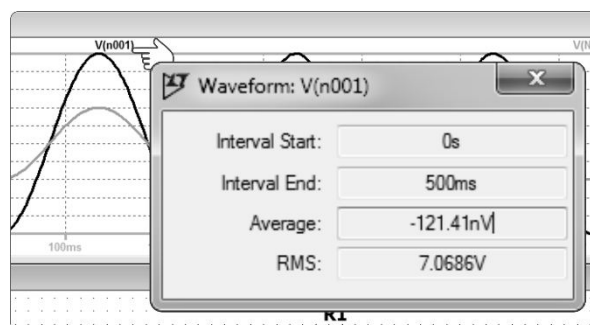 V(n001)
V(N
Waveform: V(n001)
Interval Start: 0s
Interval End: 500ms
Average: -121.41nV
RMS: 7.0686V
100ms
R1